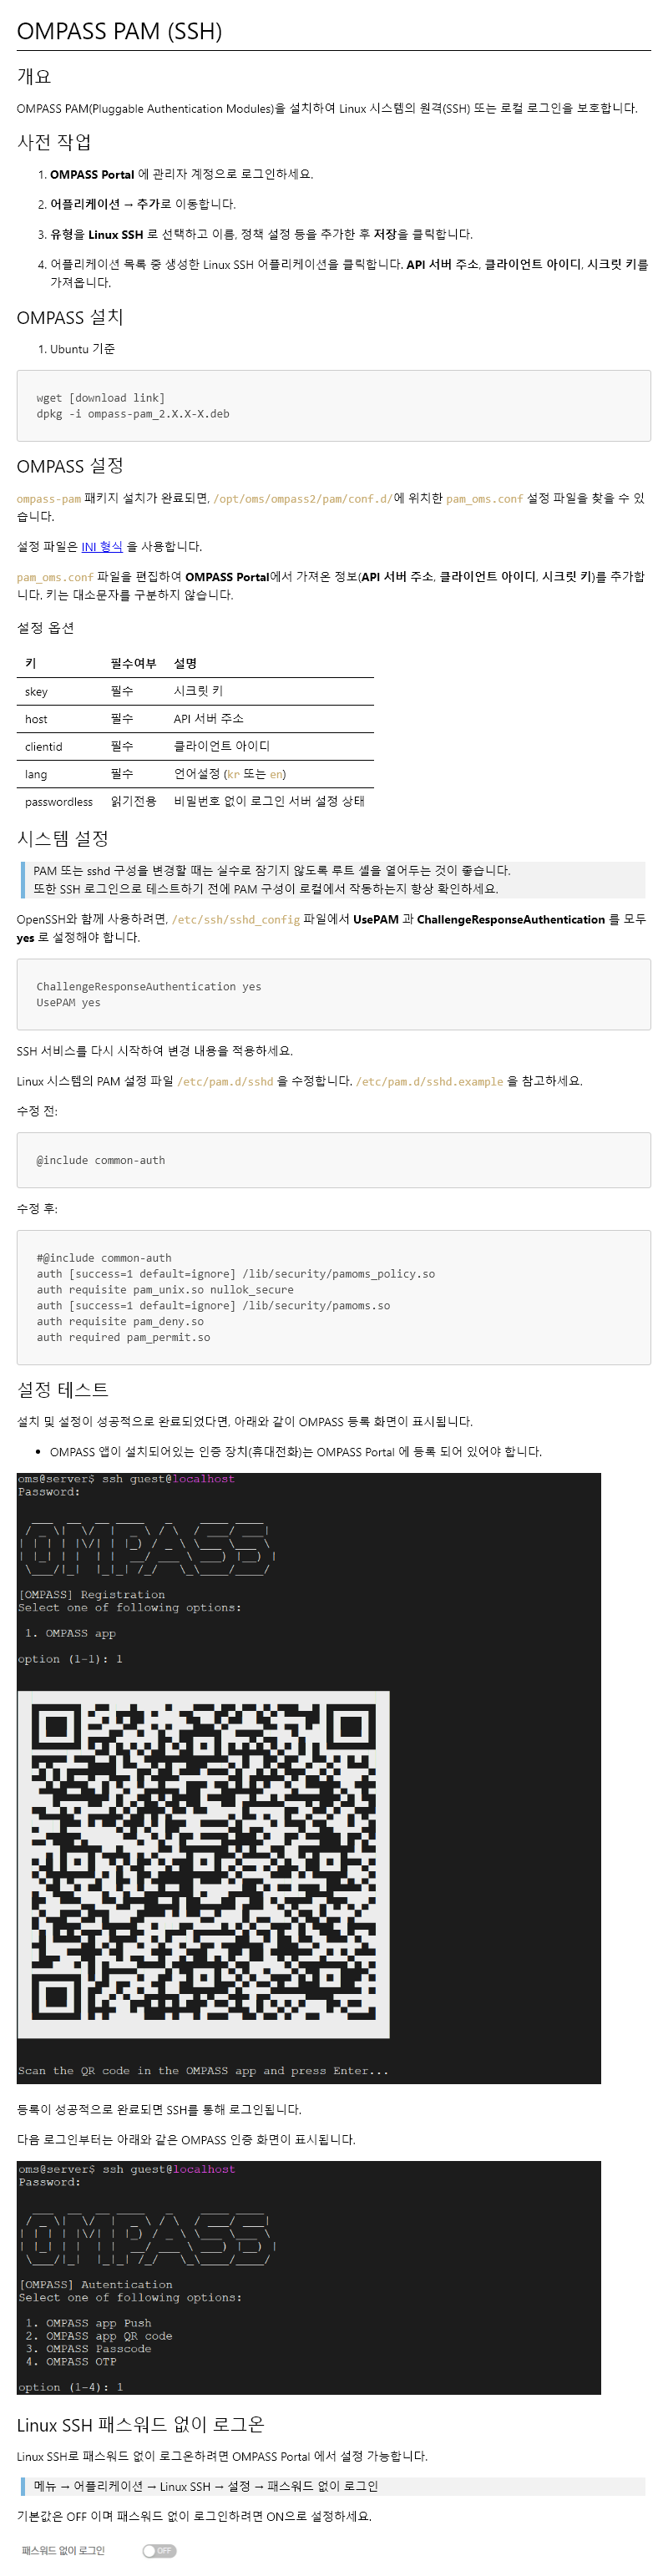 OMPASS PAM (SSH)
개요
OMPASS PAM(Pluggable Authentication Modules)을 설치하여 Linux 시스템의 원격(SSH) 또는 로컬 로그인을 보호합니다.
사전 작업
1. OMPASS Portal 에 관리자 계정으로 로그인하세요.
2. 어플리케이션 → 추가로 이동합니다.
3. 유형을 Linux SSH 로 선택하고 이름, 정책 설정 등을 추가한 후 저장을 클릭합니다.
4. 어플리케이션 목록 중 생성한 Linux SSH 어플리케이션을 클릭합니다. API 서버 주소, 클라이언트 아이디, 시크릿 키를
가져옵니다.
OMPASS 설치
1. Ubuntu 기준
wget [download link]
dpkg -i ompass-pam_2.X.X-X.deb
OMPASS 설정
ompass-pam 패키지 설치가 완료되면, /opt/oms/ompass2/pam/conf.d/에 위치한 pam_oms.conf 설정 파일을 찾을 수 있
습니다.
설정 파일은 INI 형식 을 사용합니다.
pam_oms.conf 파일을 편집하여 OMPASS Portal에서 가져온 정보(API 서버 주소, 클라이언트 아이디, 시크릿 키)를 추가합
니다. 키는 대소문자를 구분하지 않습니다.
설정 옵션
키 필수여부 설명
skey 필수 시크릿 키
host 필수 API 서버 주소
clientid 필수 클라이언트 아이디
lang 필수 언어설정 (kr 또는 en)
passwordless 읽기전용 비밀번호 없이 로그인 서버 설정 상태
시스템 설정
PAM 또는 sshd 구성을 변경할 때는 실수로 잠기지 않도록 루트 셸을 열어두는 것이 좋습니다.
또한 SSH 로그인으로 테스트하기 전에 PAM 구성이 로컬에서 작동하는지 항상 확인하세요.
OpenSSH와 함께 사용하려면, /etc/ssh/sshd_config 파일에서 UsePAM 과 ChallengeResponseAuthentication 를 모두
yes 로 설정해야 합니다.
ChallengeResponseAuthentication yes
UsePAM yes
SSH 서비스를 다시 시작하여 변경 내용을 적용하세요.
Linux 시스템의 PAM 설정 파일 /etc/pam.d/sshd 을 수정합니다. /etc/pam.d/sshd.example 을 참고하세요.
수정 전:
@include common-auth
수정 후:
#@include common-auth
auth [success=1 default=ignore] /lib/security/pamoms_policy.so
auth requisite pam_unix.so nullok_secure
auth [success=1 default=ignore] /lib/security/pamoms.so
auth requisite pam_deny.so
auth required pam_permit.so
설정 테스트
설치 및 설정이 성공적으로 완료되었다면, 아래와 같이 OMPASS 등록 화면이 표시됩니다.
• OMPASS 앱이 설치되어있는 인증 장치(휴대전화)는 OMPASS Portal 에 등록 되어 있어야 합니다.
oms@server$ ssh guest@localhost
Password:
OMPASS
[OMPASS] Registration
Select one of following options:
1. OMPASS app
option (1-1): 1
Scan the QR code in the OMPASS app and press Enter...
등록이 성공적으로 완료되면 SSH를 통해 로그인됩니다.
다음 로그인부터는 아래와 같은 OMPASS 인증 화면이 표시됩니다.
oms@server$ ssh guest@localhost
Password:
OMPASS
[OMPASS] Autentication
Select one of following options:
1. OMPASS app Push
2. OMPASS app QR code
3. OMPASS Passcode
4. OMPASS OTP
option (1-4): 1
Linux SSH 패스워드 없이 로그온
Linux SSH로 패스워드 없이 로그온하려면 OMPASS Portal 에서 설정 가능합니다.
메뉴 → 어플리케이션 → Linux SSH → 설정 → 패스워드 없이 로그인
기본값은 OFF 이며 패스워드 없이 로그인하려면 ON으로 설정하세요.
패스워드 없이 로그인 OFF